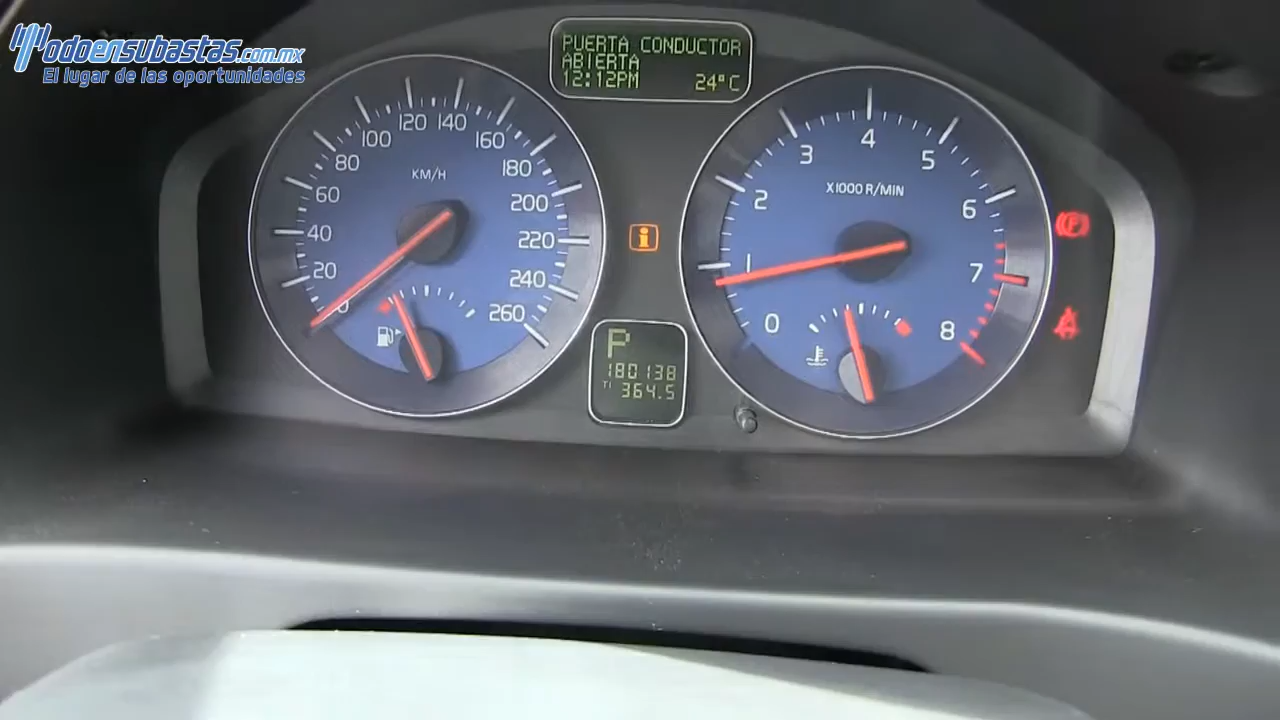 Modoensubastas.com.mx
El lugar de las oportunidades
PUERTA CONDUCTOR
ABIERTA
12:12PM 24°C
0 20 40 60 80 100 120 140 160 180 200 220 240 260
KM/H
0 1 2 3 4 5 6 7 8
X1000 R/MIN
i
(P)
P
180138
T1 364.5